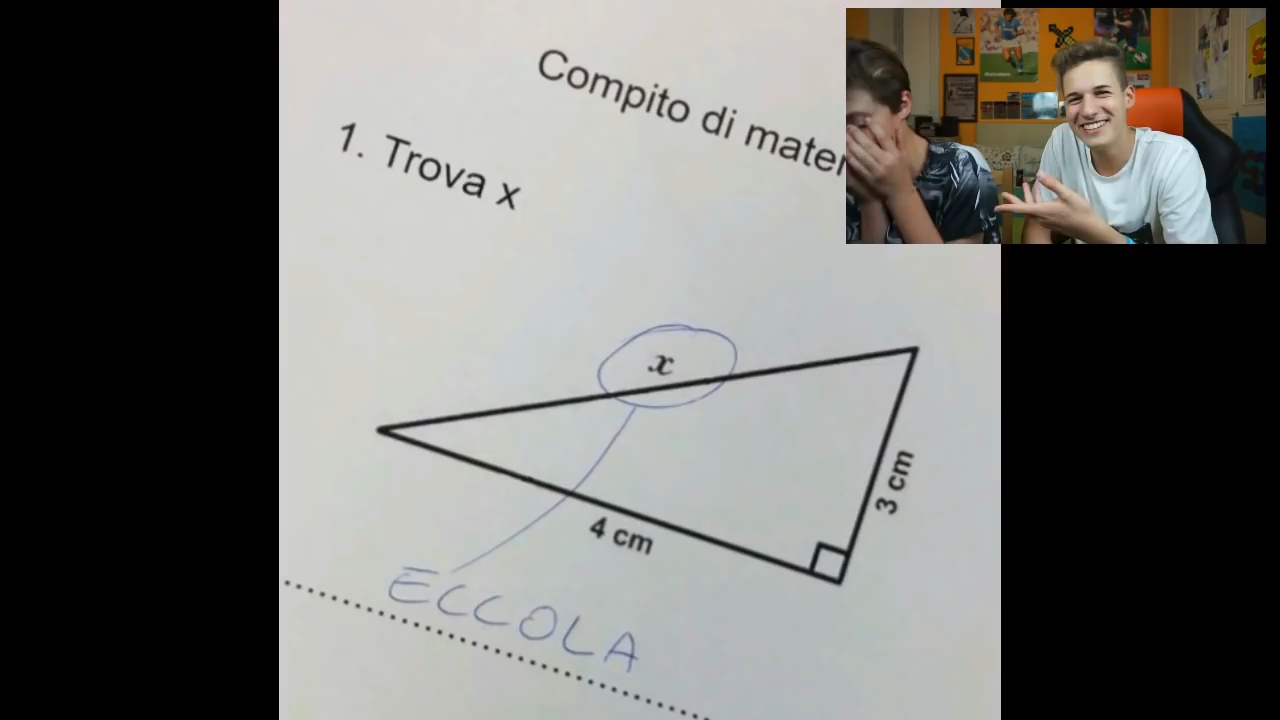 Compito di mater
1. Trova x
x
3 cm
4 cm
ECCOLA